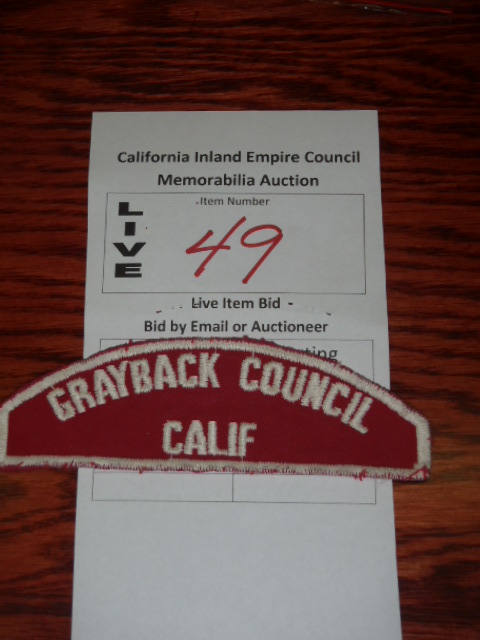 California Inland Empire Council
Memorabilia Auction
Item Number
LIVE
49
Live Item Bid -
Bid by Email or Auctioneer
GRAYBACK COUNCIL
CALIF